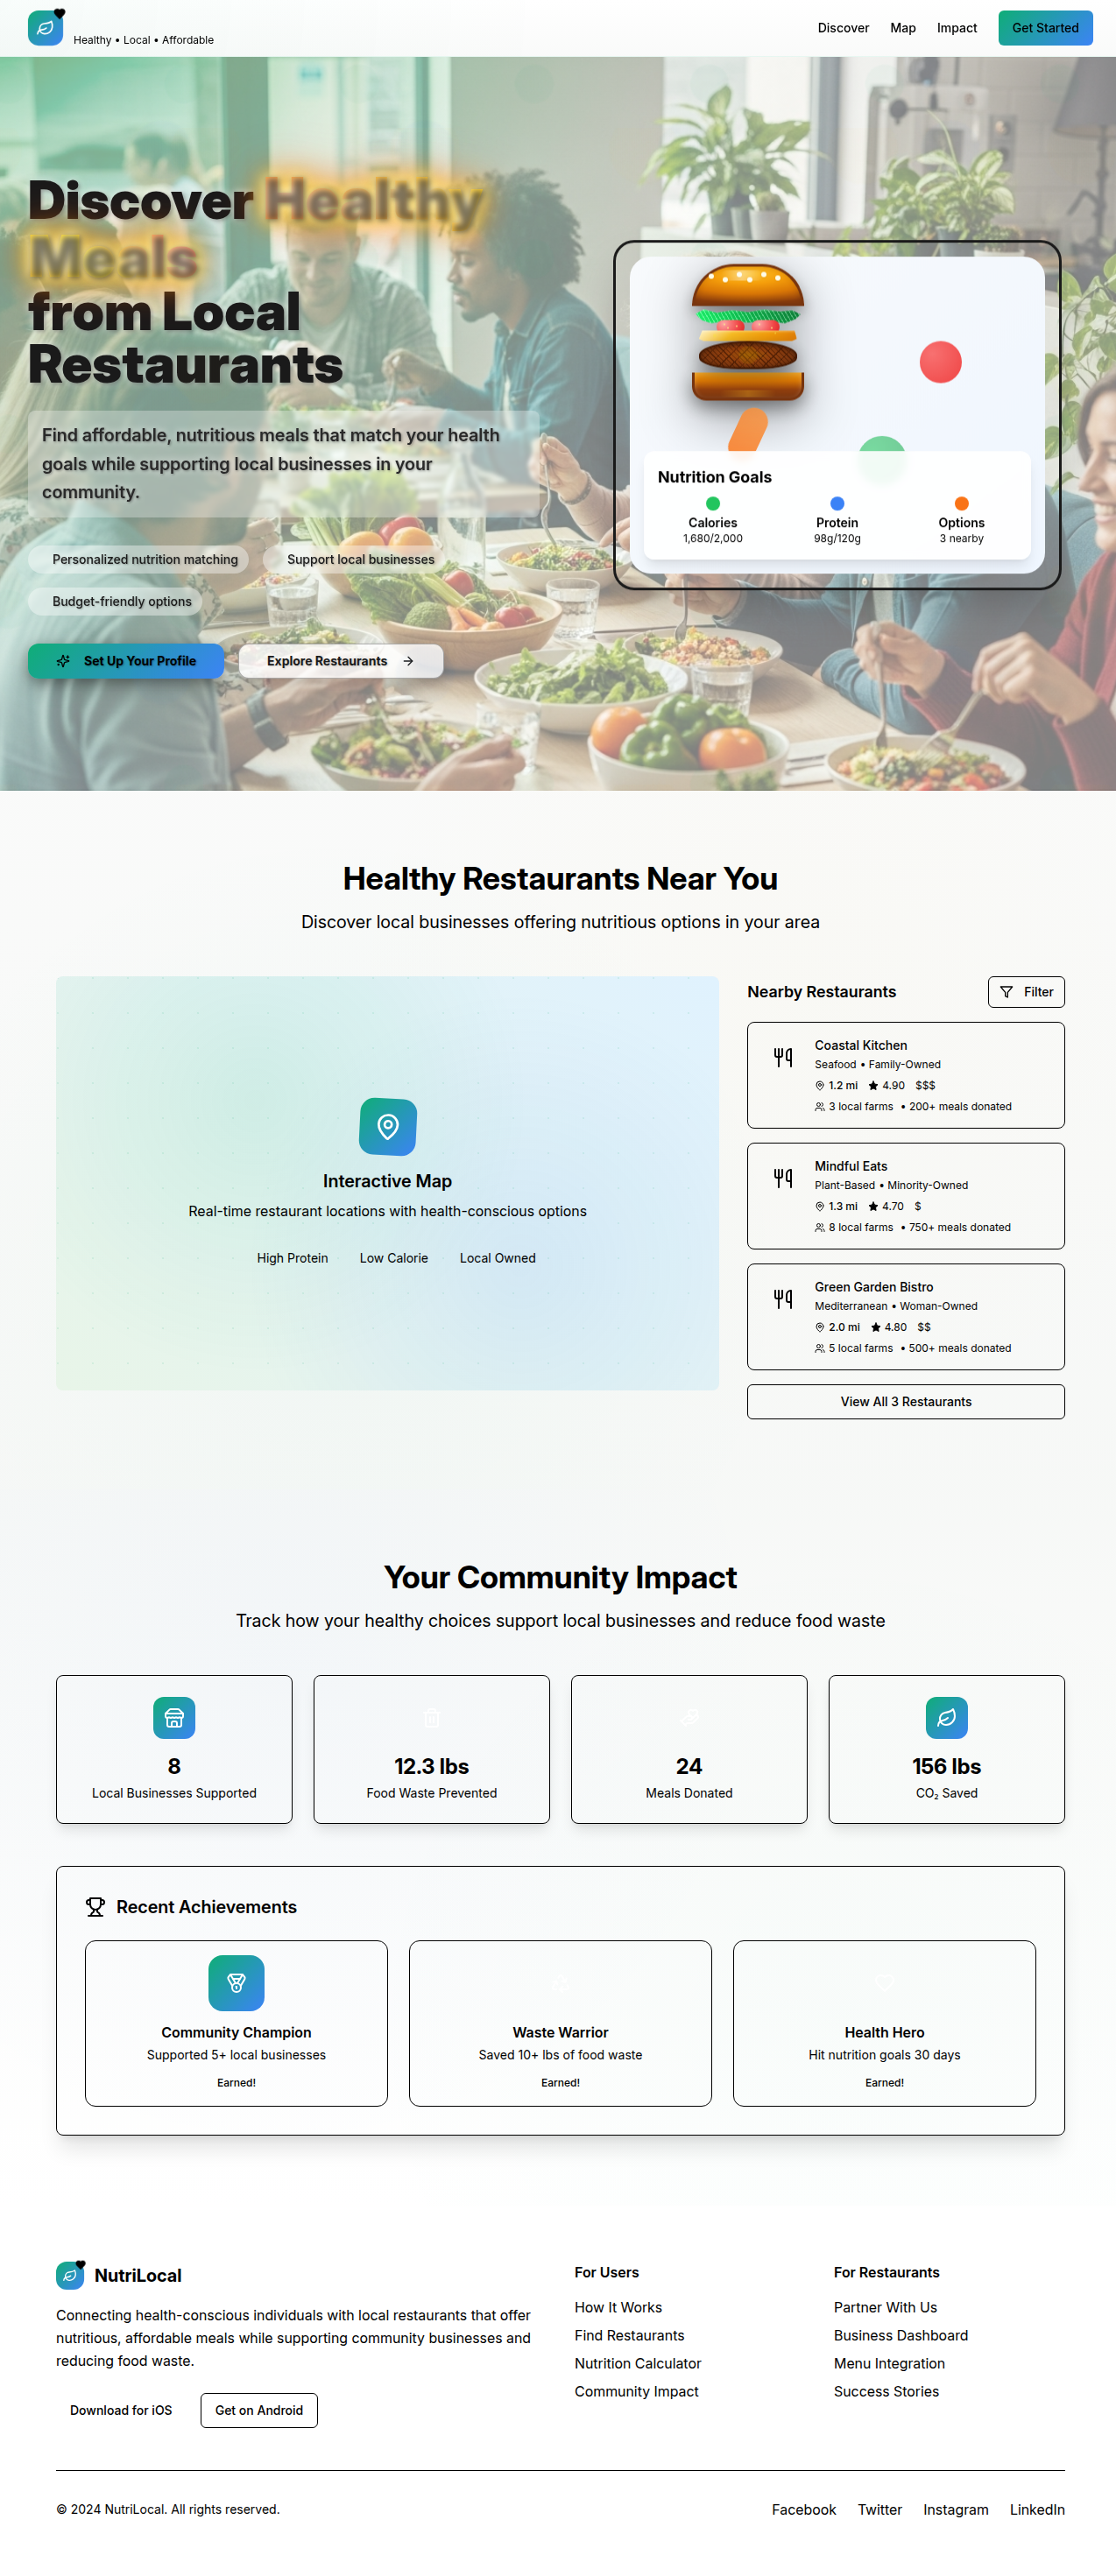 Healthy • Local • Affordable
Discover
Map
Impact
Get Started
Discover Healthy
Meals
from Local
Restaurants
Find affordable, nutritious meals that match your health
goals while supporting local businesses in your
community.
Personalized nutrition matching
Support local businesses
Budget-friendly options
Set Up Your Profile
Explore Restaurants
Nutrition Goals
Calories
1,680/2,000
Protein
98g/120g
Options
3 nearby
Healthy Restaurants Near You
Discover local businesses offering nutritious options in your area
Interactive Map
Real-time restaurant locations with health-conscious options
High Protein
Low Calorie
Local Owned
Nearby Restaurants
Filter
Coastal Kitchen
Seafood • Family-Owned
1.2 mi 4.90 $$$
3 local farms • 200+ meals donated
Mindful Eats
Plant-Based • Minority-Owned
1.3 mi 4.70 $
8 local farms • 750+ meals donated
Green Garden Bistro
Mediterranean • Woman-Owned
2.0 mi 4.80 $$
5 local farms • 500+ meals donated
View All 3 Restaurants
Your Community Impact
Track how your healthy choices support local businesses and reduce food waste
8
Local Businesses Supported
12.3 lbs
Food Waste Prevented
24
Meals Donated
156 lbs
CO₂ Saved
Recent Achievements
Community Champion
Supported 5+ local businesses
Earned!
Waste Warrior
Saved 10+ lbs of food waste
Earned!
Health Hero
Hit nutrition goals 30 days
Earned!
NutriLocal
Connecting health-conscious individuals with local restaurants that offer
nutritious, affordable meals while supporting community businesses and
reducing food waste.
Download for iOS
Get on Android
For Users
How It Works
Find Restaurants
Nutrition Calculator
Community Impact
For Restaurants
Partner With Us
Business Dashboard
Menu Integration
Success Stories
© 2024 NutriLocal. All rights reserved.
Facebook
Twitter
Instagram
LinkedIn